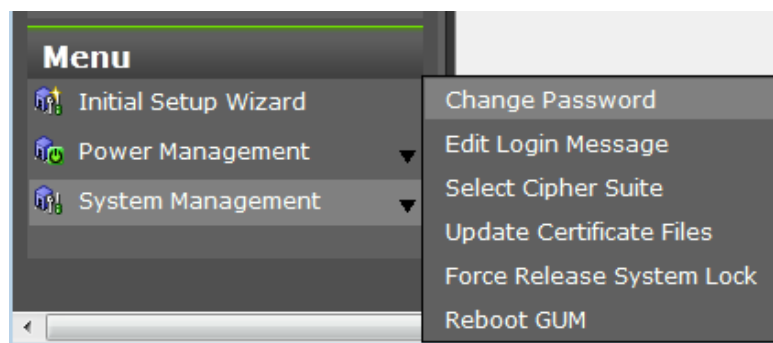 Menu
Initial Setup Wizard
Power Management
System Management
Change Password
Edit Login Message
Select Cipher Suite
Update Certificate Files
Force Release System Lock
Reboot GUM